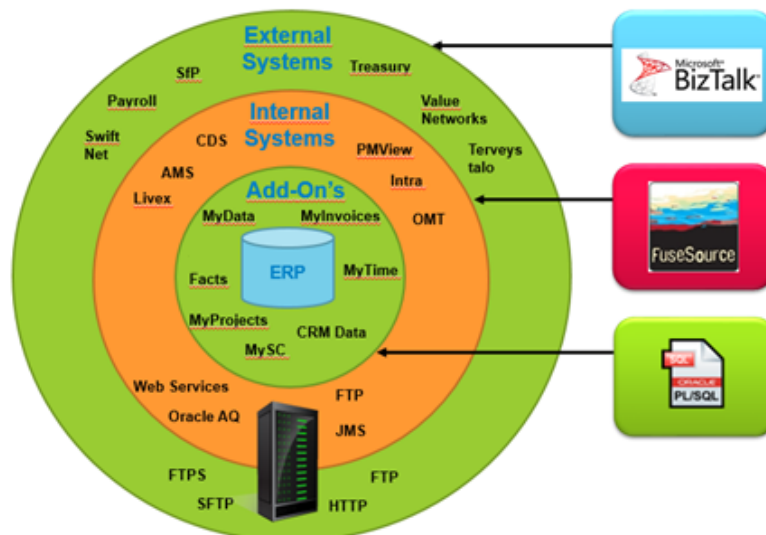 External
Systems
SfP
Treasury
Payroll
Value
Networks
Swift
Net
Terveys
talo
Internal
Systems
CDS
PMView
AMS
Intra
Livex
OMT
Add-On's
MyData
MyInvoices
ERP
MyTime
Facts
MyProjects
CRM Data
MySC
Web Services
FTP
Oracle AQ
JMS
FTPS
FTP
SFTP
HTTP
Microsoft®
BizTalk
FuseSource
SQL
ORACLE
PL/SQL